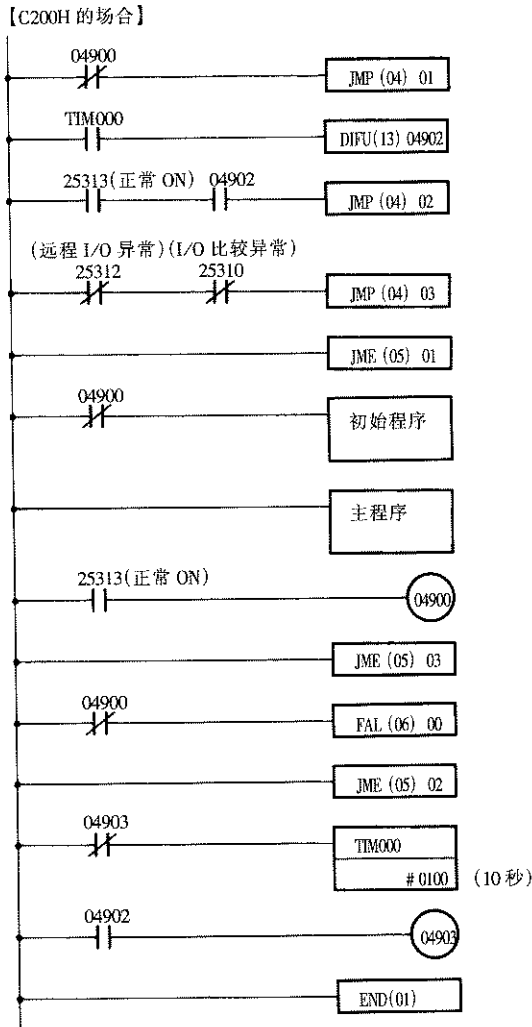 【C200H 的场合】
04900
JMP (04) 01
TIM000
DIFU(13) 04902
25313(正常 ON) 04902
JMP (04) 02
(远程 I/O 异常)(I/O 比较异常)
25312 25310
JMP (04) 03
JME (05) 01
04900
初始程序
主程序
25313(正常 ON)
04900
JME (05) 03
04900
FAL (06) 00
JME (05) 02
04903
TIM000
# 0100 (10 秒)
04902
04903
END(01)